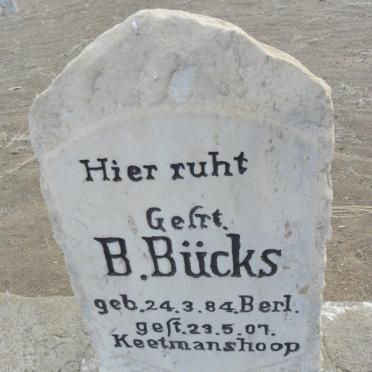 Hier ruht
Gefrt.
B. Bücks
geb. 24. 3. 84. Berl.
geſt. 23. 5. 07.
Keetmanshoop